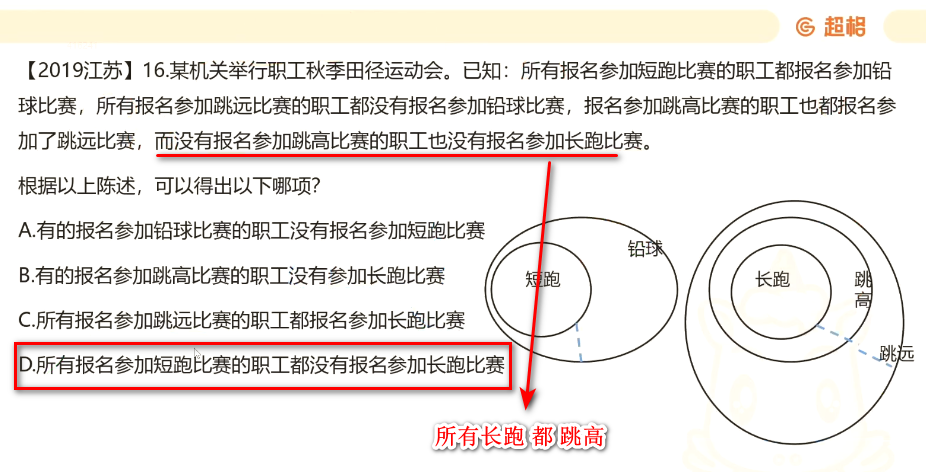 超格
【2019江苏】16.某机关举行职工秋季田径运动会。已知：所有报名参加短跑比赛的职工都报名参加铅
球比赛，所有报名参加跳远比赛的职工都没有报名参加铅球比赛，报名参加跳高比赛的职工也都报名参
加了跳远比赛，而没有报名参加跳高比赛的职工也没有报名参加长跑比赛。
根据以上陈述，可以得出以下哪项？
A.有的报名参加铅球比赛的职工没有报名参加短跑比赛
B.有的报名参加跳高比赛的职工没有参加长跑比赛
C.所有报名参加跳远比赛的职工都报名参加长跑比赛
D.所有报名参加短跑比赛的职工都没有报名参加长跑比赛
铅球
短跑
长跑
跳
高
跳远
所有长跑 都 跳高